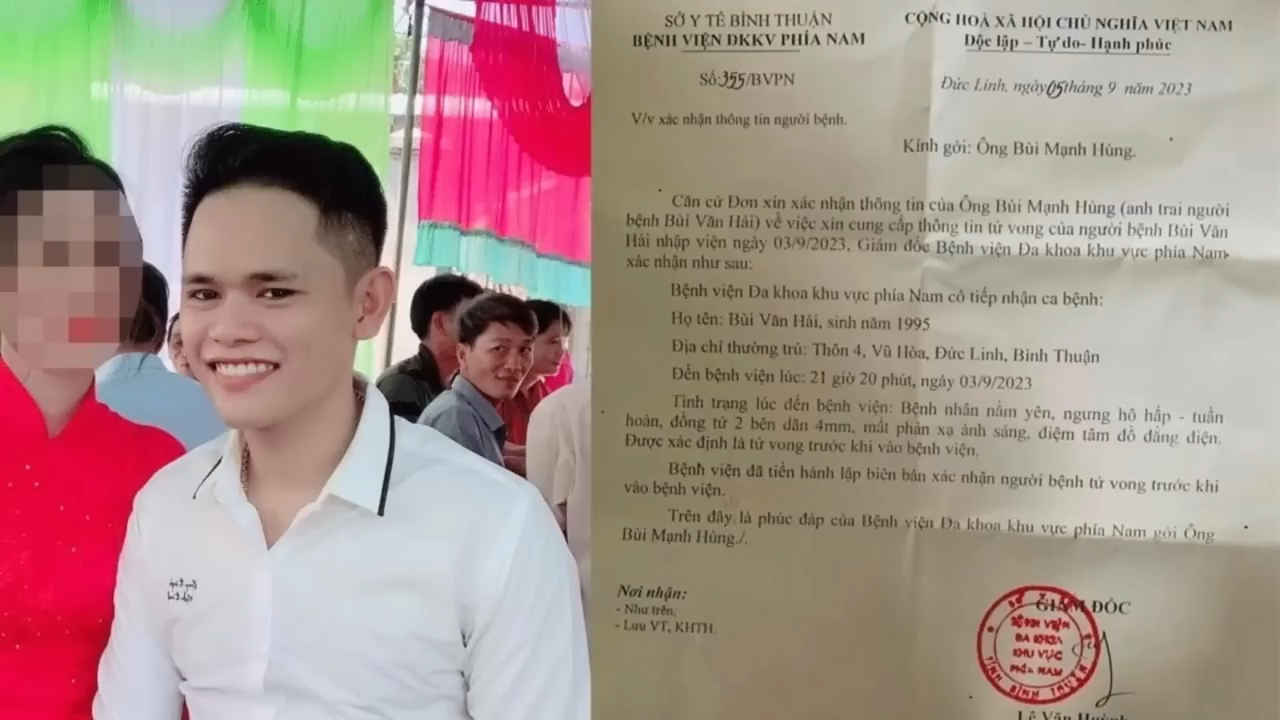 SỞ Y TẾ BÌNH THUẬN
BỆNH VIỆN ĐKKV PHÍA NAM
Số:355/BVPN
V/v xác nhận thông tin người bệnh.
CỘNG HOÀ XÃ HỘI CHỦ NGHĨA VIỆT NAM
Độc lập – Tự do- Hạnh phúc
Đức Linh, ngày 05 tháng 9 năm 2023
Kính gởi: Ông Bùi Mạnh Hùng.
Căn cứ Đơn xin xác nhận thông tin của Ông Bùi Mạnh Hùng (anh trai người
bệnh Bùi Văn Hải) về việc xin cung cấp thông tin tử vong của người bệnh Bùi Văn
Hải nhập viện ngày 03/9/2023, Giám đốc Bệnh viện Đa khoa khu vực phía Nam
xác nhận như sau:
Bệnh viện Đa khoa khu vực phía Nam có tiếp nhận ca bệnh:
Họ tên: Bùi Văn Hải, sinh năm 1995
Địa chỉ thường trú: Thôn 4, Vũ Hòa, Đức Linh, Bình Thuận
Đến bệnh viện lúc: 21 giờ 20 phút, ngày 03/9/2023
Tình trạng lúc đến bệnh viện: Bệnh nhân nằm yên, ngưng hô hấp - tuần
hoàn, đồng tử 2 bên dãn 4mm, mất phản xạ ánh sáng, điệm tâm đồ đẳng điện.
Được xác định là tử vong trước khi vào bệnh viện.
Bệnh viện đã tiến hành lập biên bản xác nhận người bệnh tử vong trước khi
vào bệnh viện.
Trên đây là phúc đáp của Bệnh viện Đa khoa khu vực phía Nam gởi Ông
Bùi Mạnh Hùng./.
Nơi nhận:
- Như trên;
- Lưu VT, KHTH.
GIÁM ĐỐC
BỆNH VIỆN
ĐA KHOA
KHU VỰC
PHÍA NAM
TỈNH BÌNH THUẬN
Lê Văn